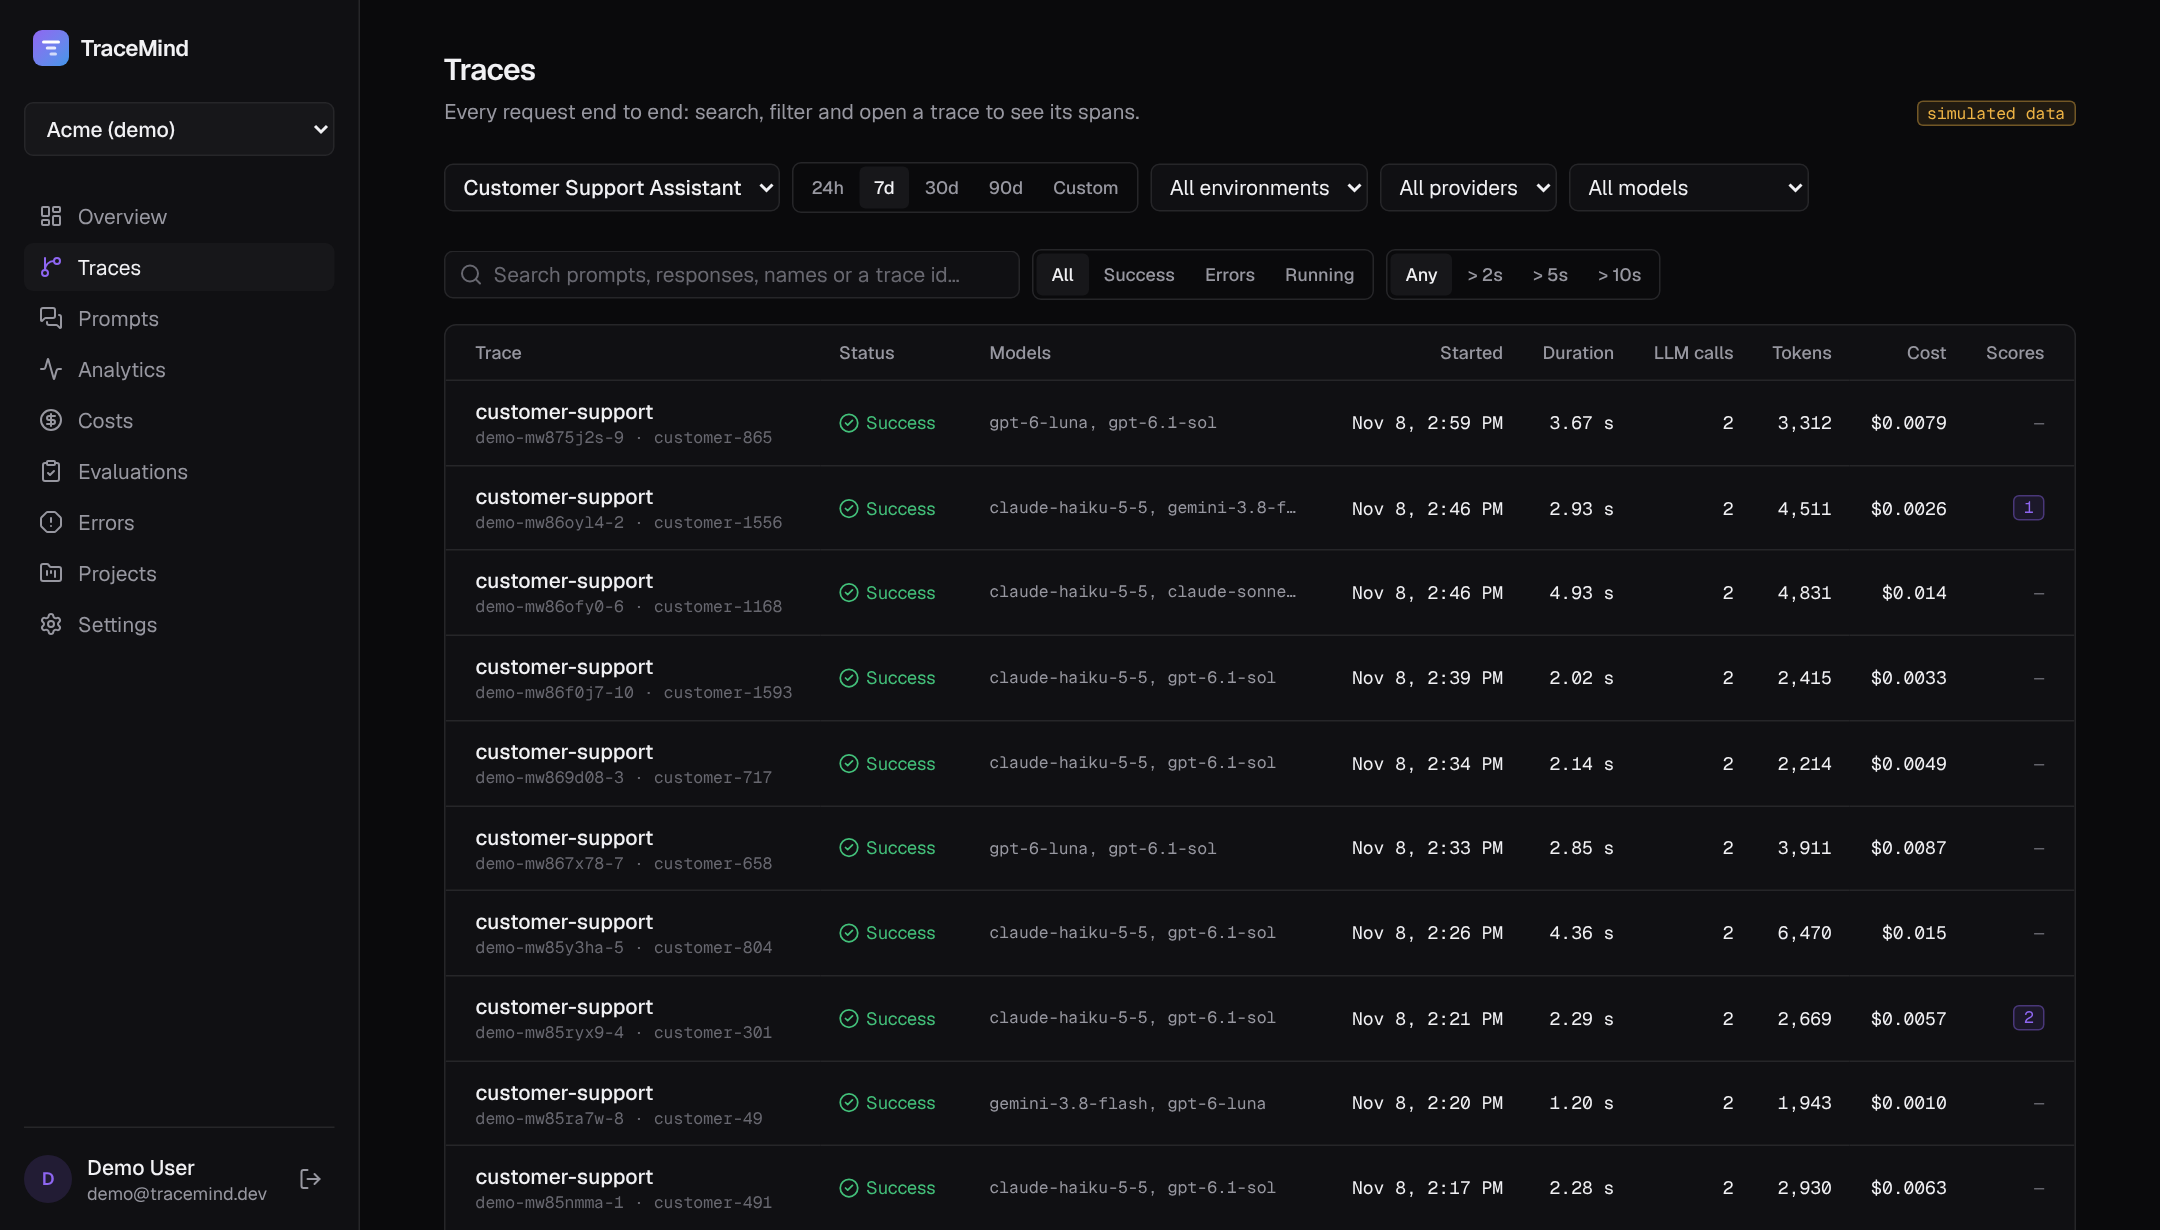 TraceMind
Acme (demo)
Overview
Traces
Prompts
Analytics
Costs
Evaluations
Errors
Projects
Settings
D
Demo User
demo@tracemind.dev
Traces
Every request end to end: search, filter and open a trace to see its spans.
simulated data
Customer Support Assistant 24h 7d 30d 90d Custom All environments All providers All models
Search prompts, responses, names or a trace id… All Success Errors Running Any > 2s > 5s > 10s
Trace Status Models Started Duration LLM calls Tokens Cost Scores
customer-support
demo-mw875j2s-9 · customer-865
Success gpt-6-luna, gpt-6.1-sol Nov 8, 2:59 PM 3.67 s 2 3,312 $0.0079 –
customer-support
demo-mw86oyl4-2 · customer-1556
Success claude-haiku-5-5, gemini-3.8-f… Nov 8, 2:46 PM 2.93 s 2 4,511 $0.0026 1
customer-support
demo-mw86ofy0-6 · customer-1168
Success claude-haiku-5-5, claude-sonne… Nov 8, 2:46 PM 4.93 s 2 4,831 $0.014 –
customer-support
demo-mw86f0j7-10 · customer-1593
Success claude-haiku-5-5, gpt-6.1-sol Nov 8, 2:39 PM 2.02 s 2 2,415 $0.0033 –
customer-support
demo-mw869d08-3 · customer-717
Success claude-haiku-5-5, gpt-6.1-sol Nov 8, 2:34 PM 2.14 s 2 2,214 $0.0049 –
customer-support
demo-mw867x78-7 · customer-658
Success gpt-6-luna, gpt-6.1-sol Nov 8, 2:33 PM 2.85 s 2 3,911 $0.0087 –
customer-support
demo-mw85y3ha-5 · customer-804
Success claude-haiku-5-5, gpt-6.1-sol Nov 8, 2:26 PM 4.36 s 2 6,470 $0.015 –
customer-support
demo-mw85ryx9-4 · customer-301
Success claude-haiku-5-5, gpt-6.1-sol Nov 8, 2:21 PM 2.29 s 2 2,669 $0.0057 2
customer-support
demo-mw85ra7w-8 · customer-49
Success gemini-3.8-flash, gpt-6-luna Nov 8, 2:20 PM 1.20 s 2 1,943 $0.0010 –
customer-support
demo-mw85nmma-1 · customer-491
Success claude-haiku-5-5, gpt-6.1-sol Nov 8, 2:17 PM 2.28 s 2 2,930 $0.0063 –